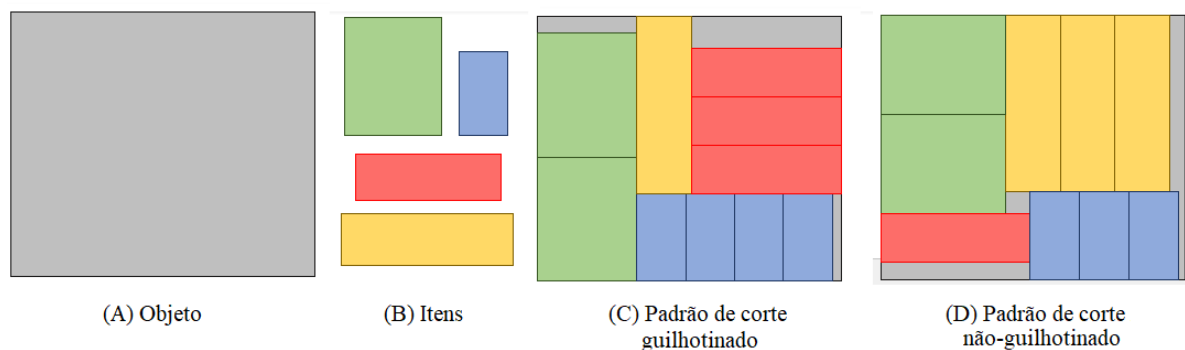 (A) Objeto
(B) Itens
(C) Padrão de corte
guilhotinado
(D) Padrão de corte
não-guilhotinado